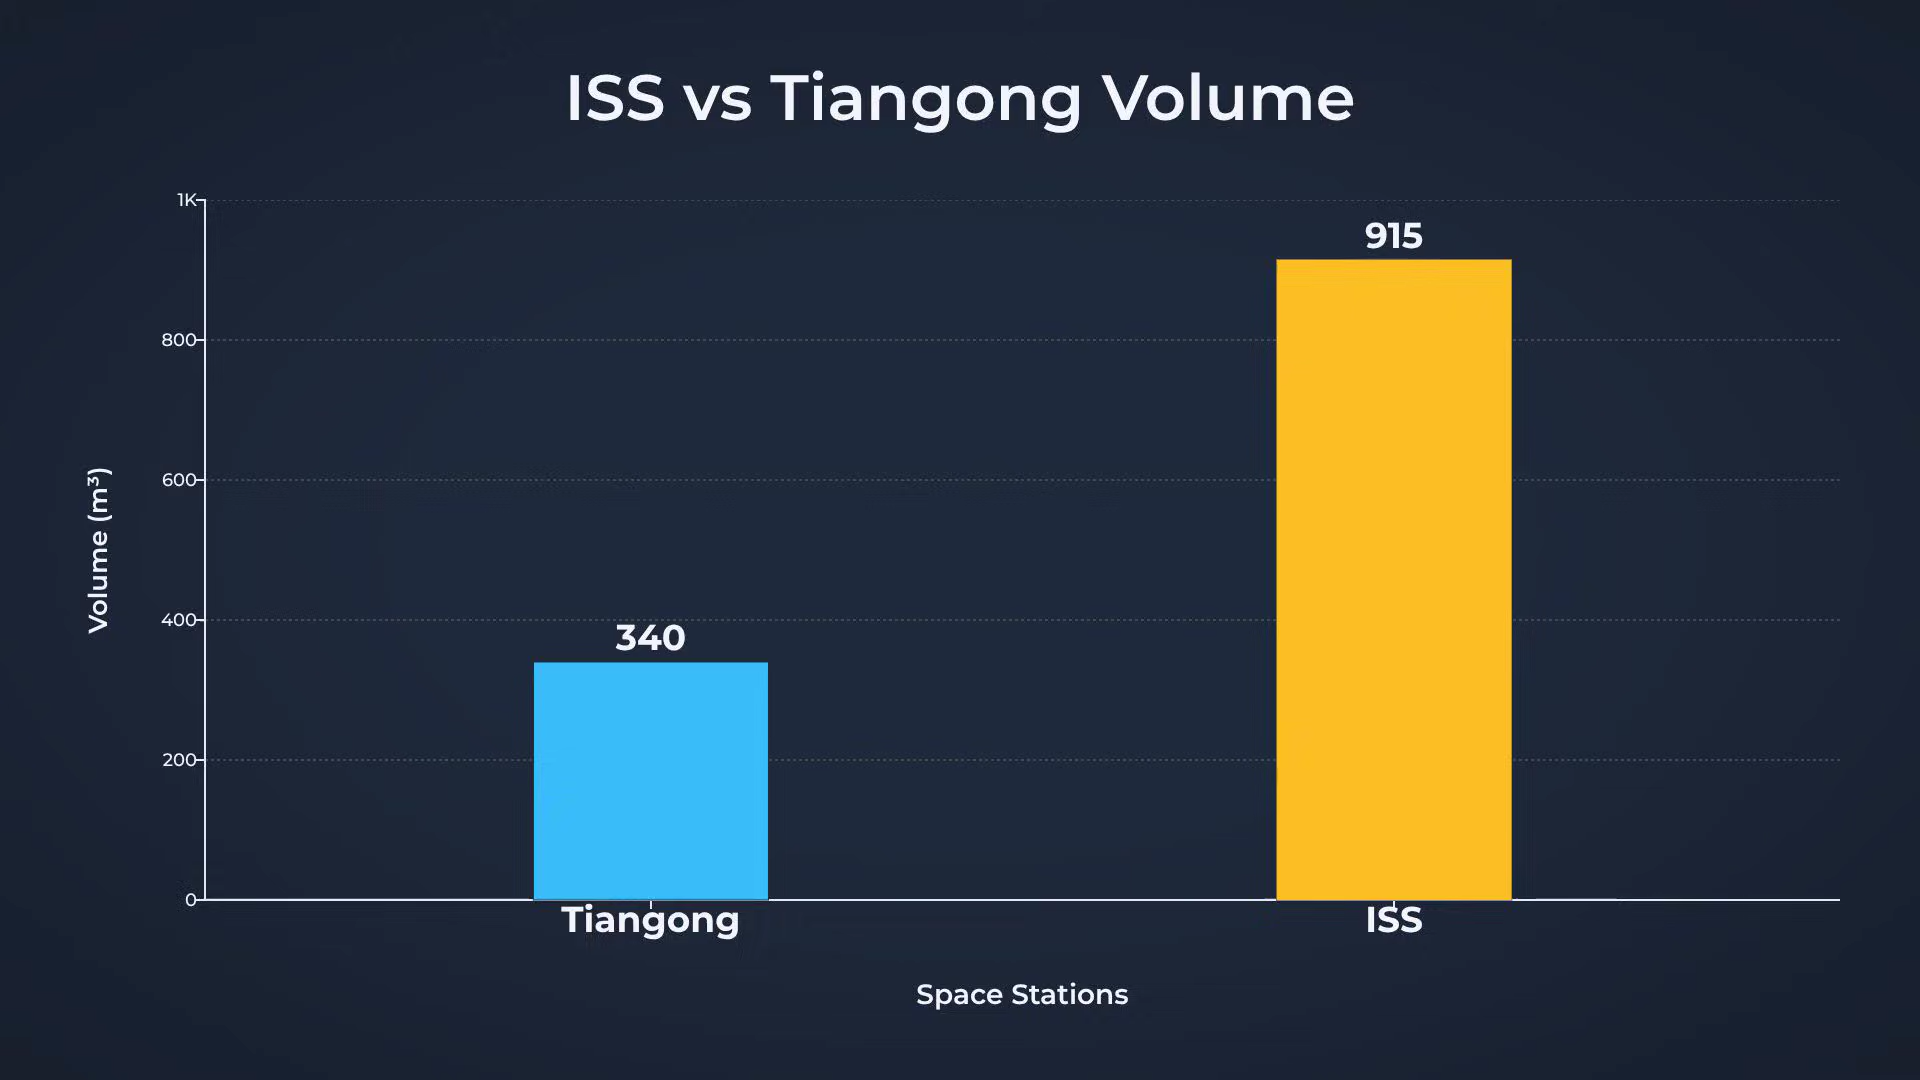 ISS vs Tiangong Volume
1K
800
600
400
200
0
Volume (m³)
340
915
Tiangong
ISS
Space Stations